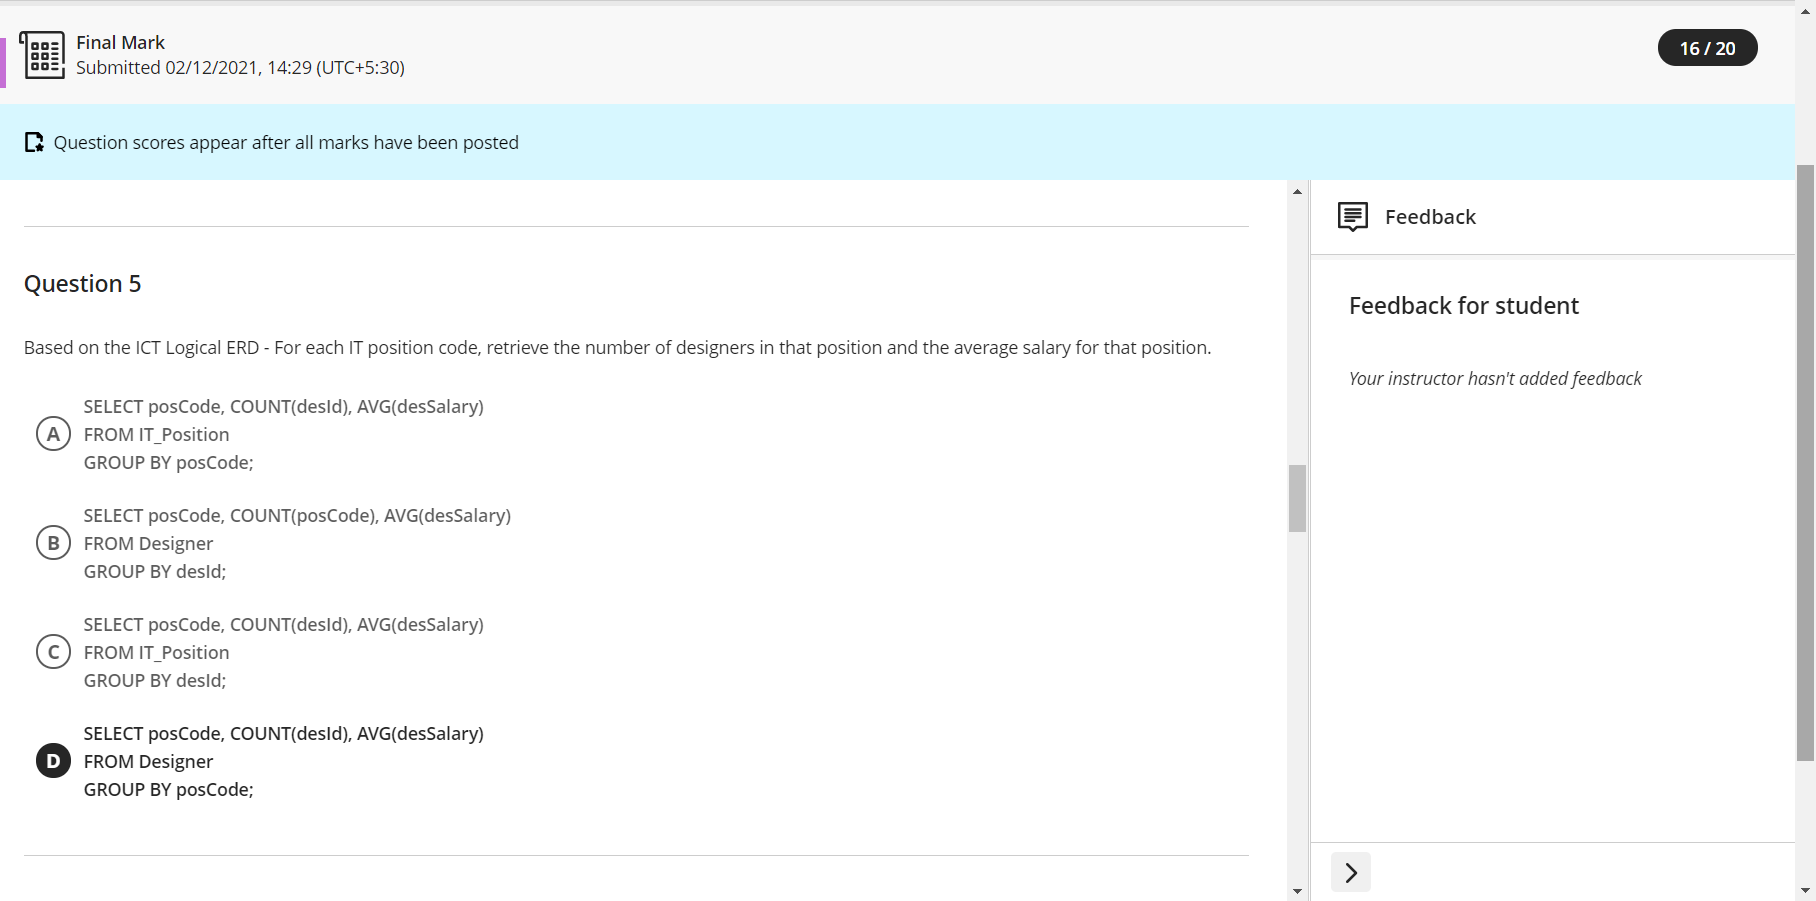 Final Mark
Submitted 02/12/2021, 14:29 (UTC+5:30)
16 / 20
Question scores appear after all marks have been posted
Question 5
Based on the ICT Logical ERD - For each IT position code, retrieve the number of designers in that position and the average salary for that position.
A
SELECT posCode, COUNT(desId), AVG(desSalary)
FROM IT_Position
GROUP BY posCode;
B
SELECT posCode, COUNT(posCode), AVG(desSalary)
FROM Designer
GROUP BY desId;
C
SELECT posCode, COUNT(desId), AVG(desSalary)
FROM IT_Position
GROUP BY desId;
D
SELECT posCode, COUNT(desId), AVG(desSalary)
FROM Designer
GROUP BY posCode;
Feedback
Feedback for student
Your instructor hasn't added feedback